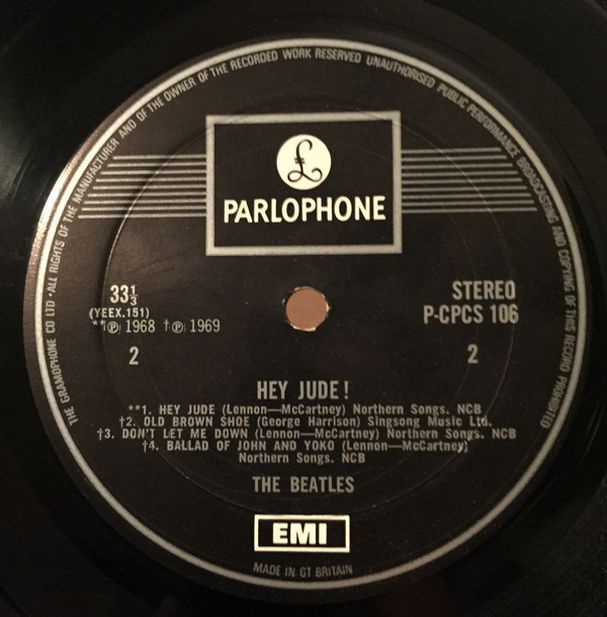 THE GRAMOPHONE CO LTD · ALL RIGHTS OF THE MANUFACTURER AND OF THE OWNER OF THE RECORDED WORK RESERVED UNAUTHORISED PUBLIC PERFORMANCE BROADCASTING AND COPYING OF THIS RECORD PROHIBITED
£
PARLOPHONE
33⅓
(YEEX.151)
**℗ 1968 †℗ 1969
2
STEREO
P-CPCS 106
2
HEY JUDE!
**1. HEY JUDE (Lennon—McCartney) Northern Songs. NCB
†2. OLD BROWN SHOE (George Harrison) Singsong Music Ltd.
†3. DON'T LET ME DOWN (Lennon—McCartney) Northern Songs. NCB
†4. BALLAD OF JOHN AND YOKO (Lennon—McCartney)
Northern Songs. NCB
THE BEATLES
EMI
MADE IN GT BRITAIN